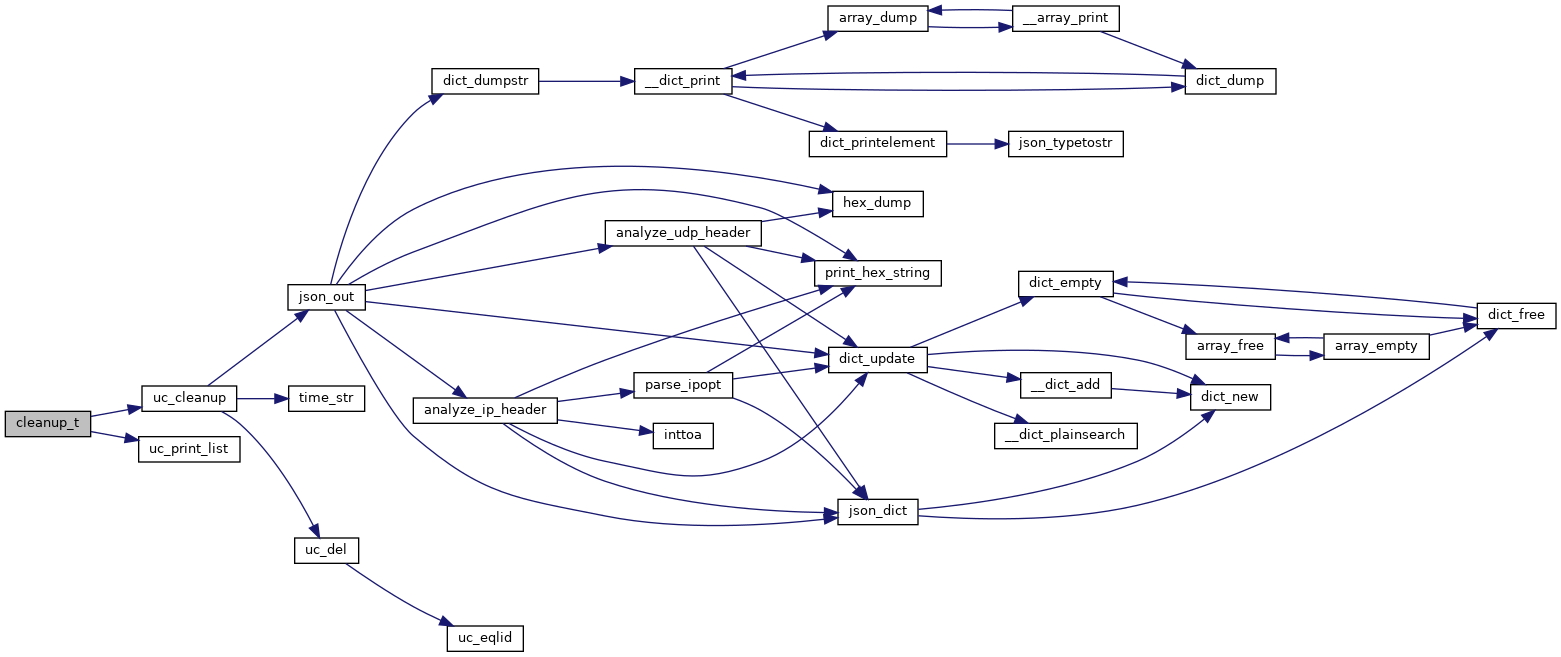 array_dump
__array_print
dict_dumpstr
__dict_print
dict_dump
dict_printelement
json_typetostr
hex_dump
analyze_udp_header
print_hex_string
dict_empty
json_out
dict_free
array_free
array_empty
dict_update
parse_ipopt
__dict_add
uc_cleanup
time_str
dict_new
analyze_ip_header
cleanup_t
inttoa
__dict_plainsearch
uc_print_list
json_dict
uc_del
uc_eqlid